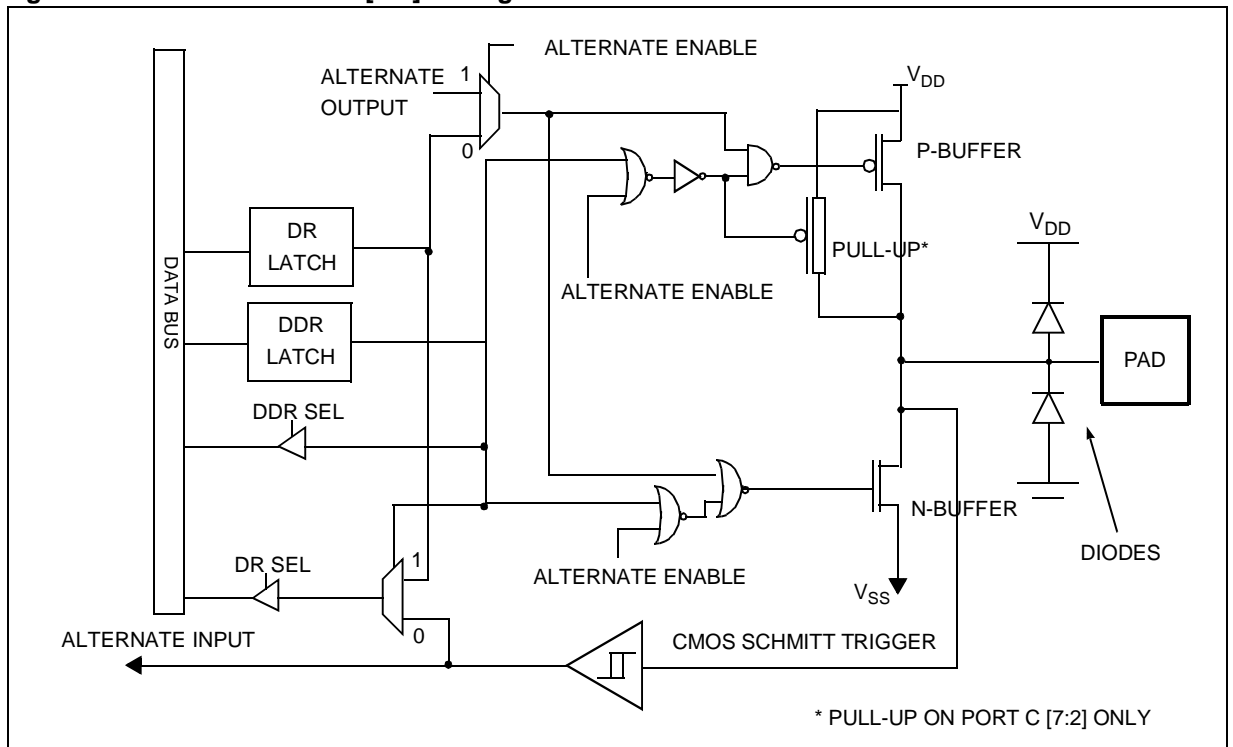 ALTERNATE ENABLE
ALTERNATE
OUTPUT
1
0
VDD
P-BUFFER
DR
LATCH
PULL-UP*
VDD
ALTERNATE ENABLE
DATA BUS
DDR
LATCH
PAD
DDR SEL
N-BUFFER
DIODES
DR SEL
1
0
ALTERNATE ENABLE
VSS
ALTERNATE INPUT
CMOS SCHMITT TRIGGER
* PULL-UP ON PORT C [7:2] ONLY